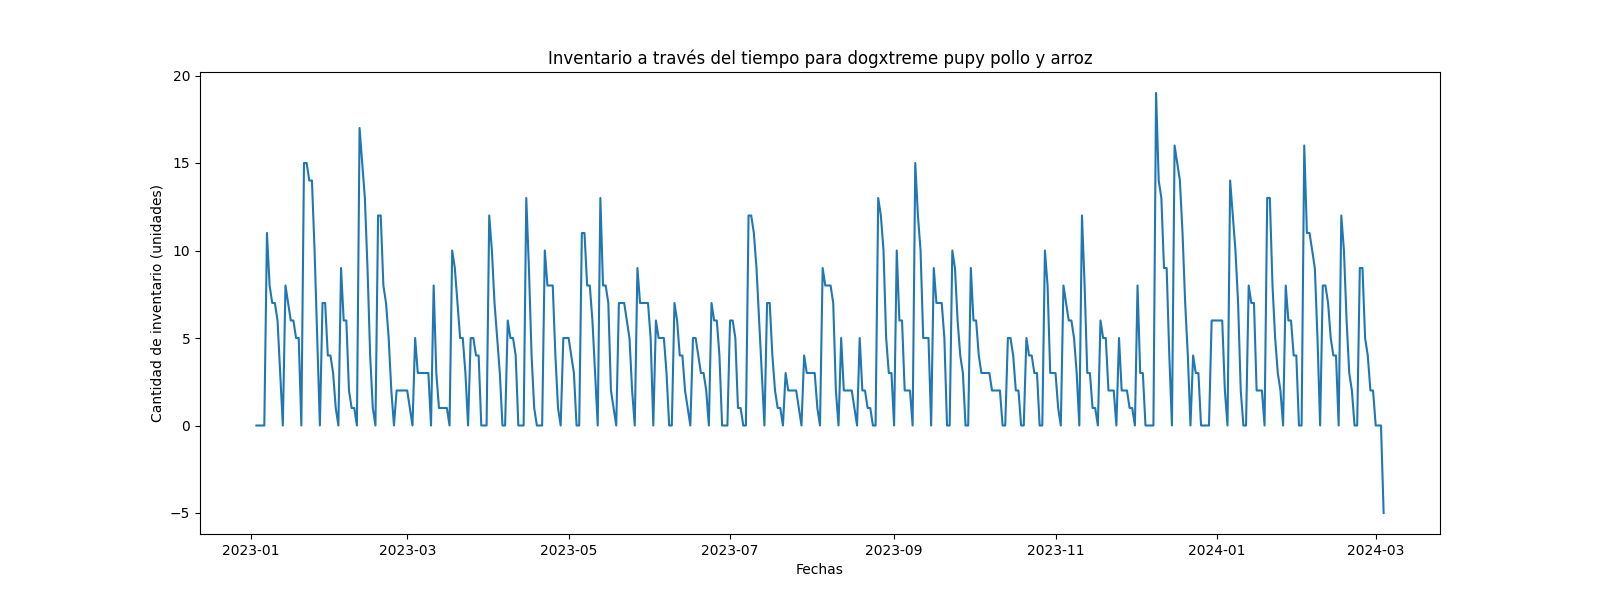 Inventario a través del tiempo para dogxtreme pupy pollo y arroz
Cantidad de inventario (unidades)
20
15
10
5
0
−5
2023-01 2023-03 2023-05 2023-07 2023-09 2023-11 2024-01 2024-03
Fechas